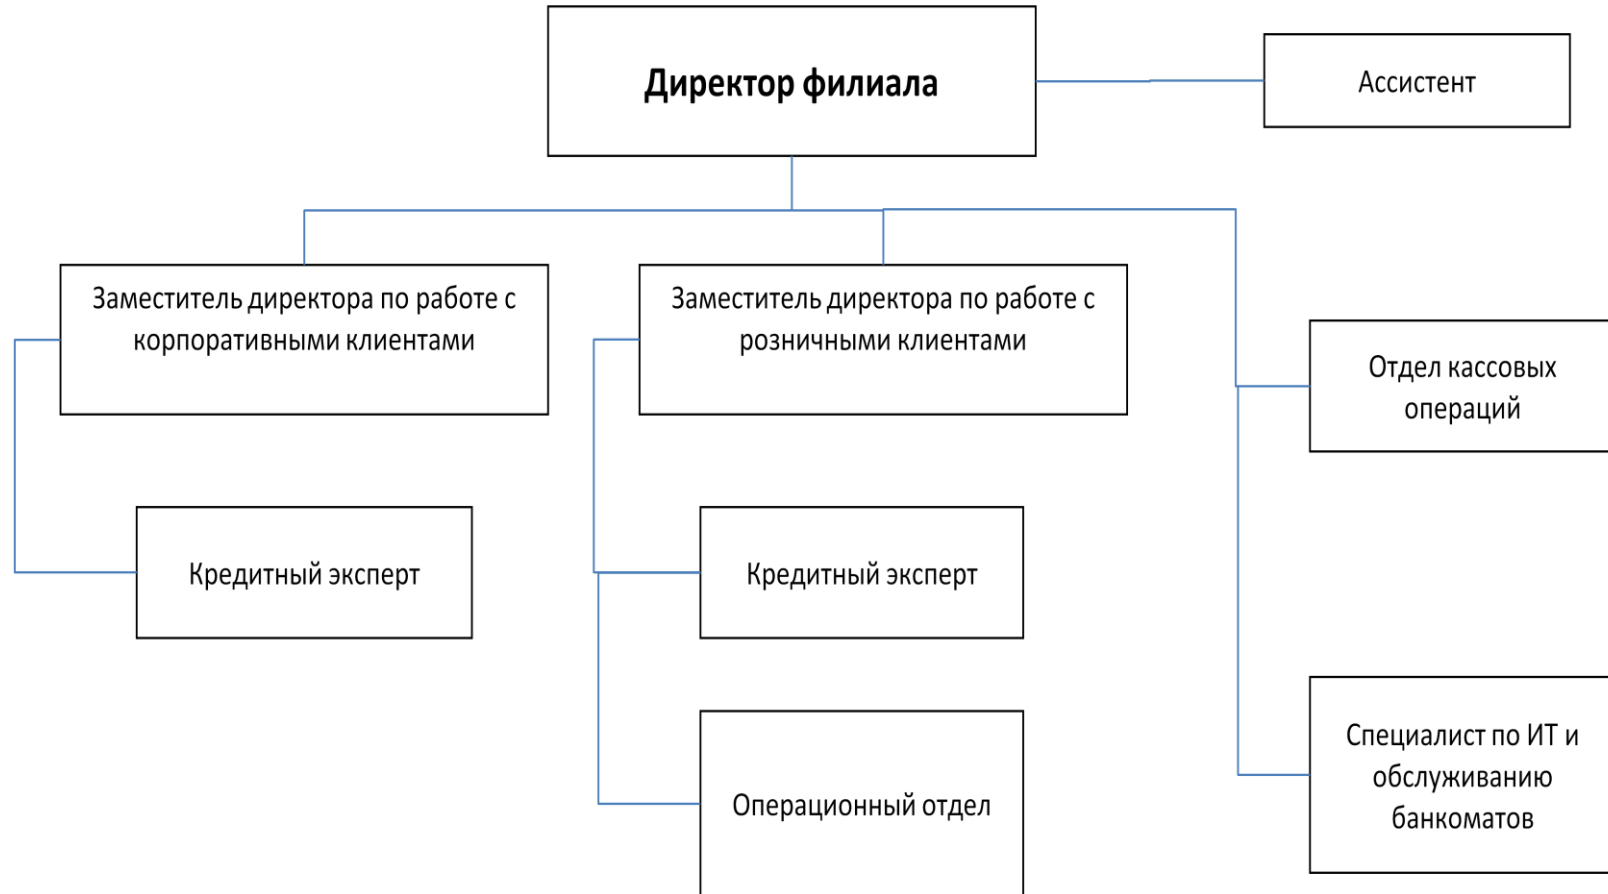 Директор филиала
Ассистент
Заместитель директора по работе с
корпоративными клиентами
Заместитель директора по работе с
розничными клиентами
Отдел кассовых
операций
Кредитный эксперт
Кредитный эксперт
Операционный отдел
Специалист по ИТ и
обслуживанию
банкоматов